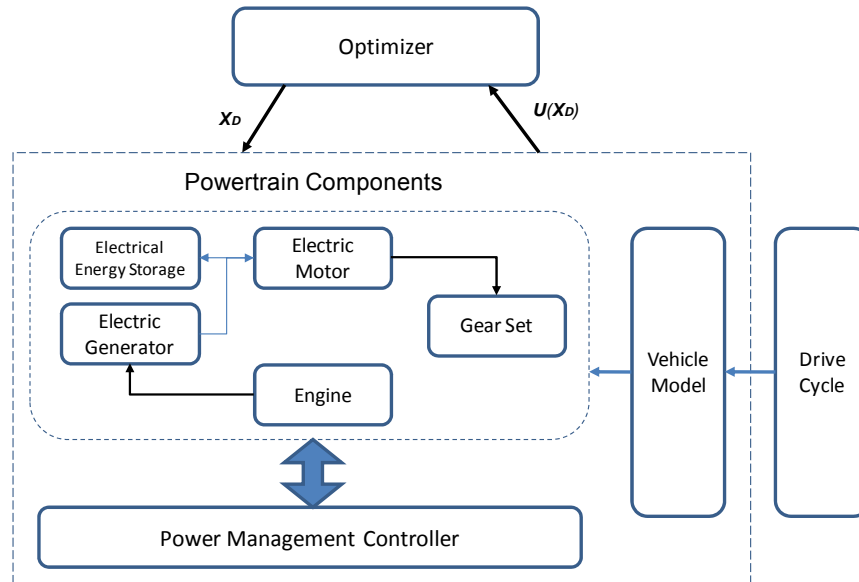 Optimizer
XD
U(XD)
Powertrain Components
Electrical
Energy Storage
Electric
Motor
Electric
Generator
Gear Set
Engine
Vehicle
Model
Drive
Cycle
Power Management Controller